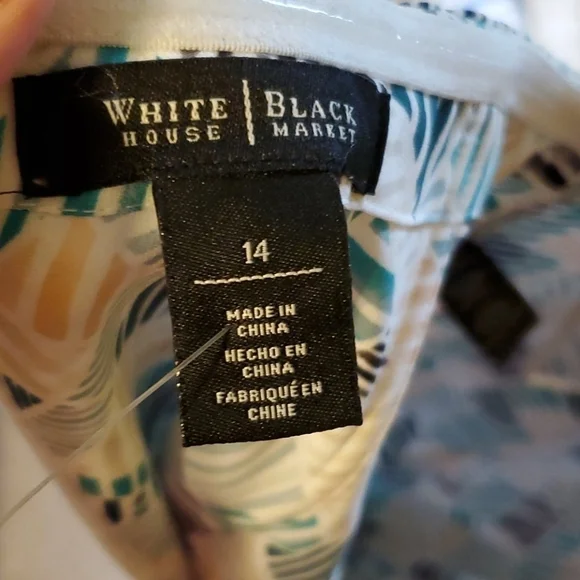 WHITE | BLACK
HOUSE | MARKET
14
MADE IN
CHINA
HECHO EN
CHINA
FABRIQUÉ EN
CHINE